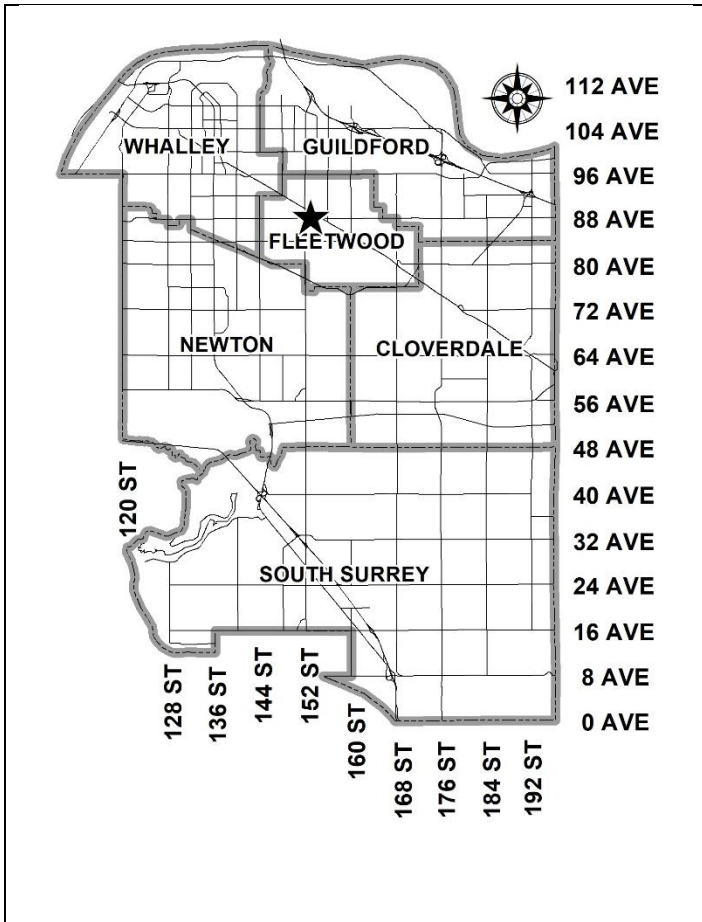 112 AVE
104 AVE
WHALLEY
GUILDFORD
96 AVE
88 AVE
FLEETWOOD
80 AVE
72 AVE
NEWTON
CLOVERDALE
64 AVE
56 AVE
48 AVE
120 ST
40 AVE
32 AVE
SOUTH SURREY
24 AVE
16 AVE
8 AVE
0 AVE
128 ST
136 ST
144 ST
152 ST
160 ST
168 ST
176 ST
184 ST
192 ST